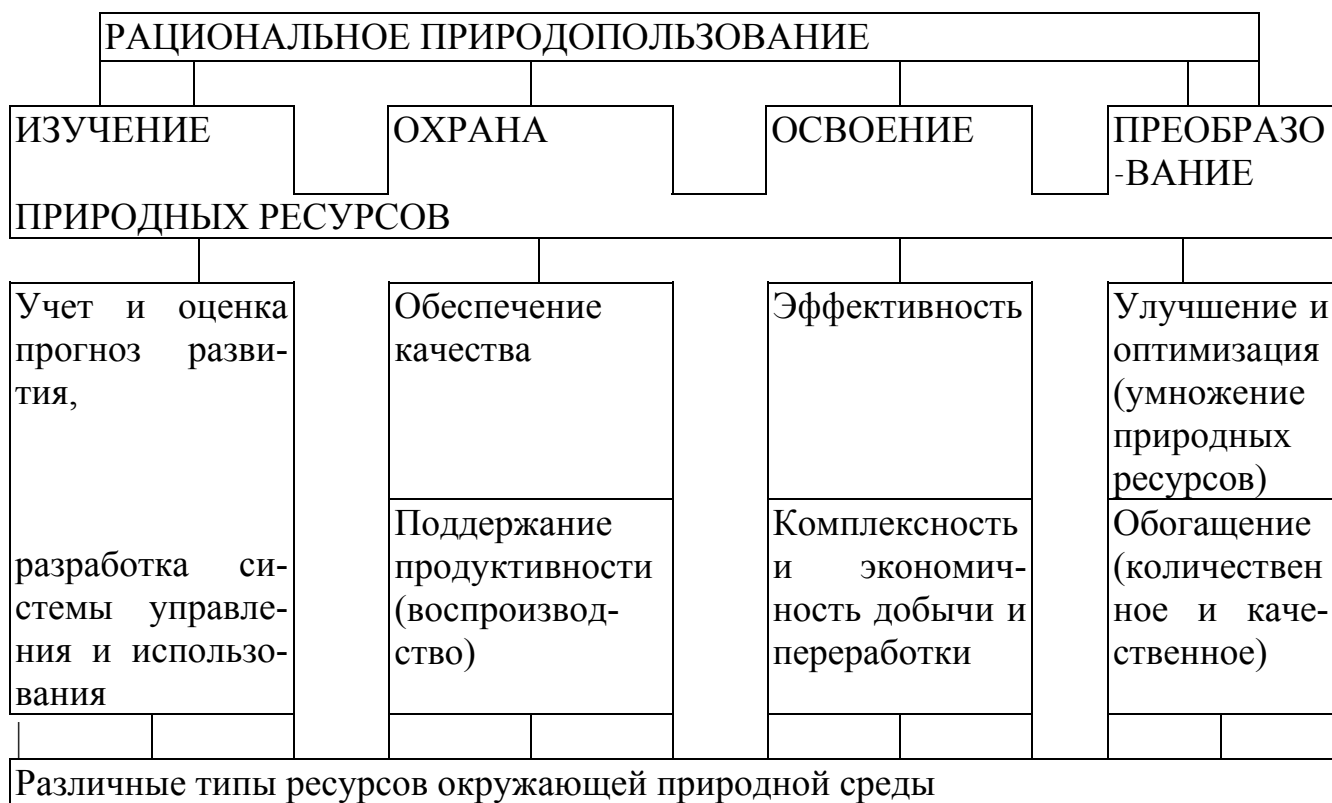 РАЦИОНАЛЬНОЕ ПРИРОДОПОЛЬЗОВАНИЕ
ИЗУЧЕНИЕ
ОХРАНА
ОСВОЕНИЕ
ПРЕОБРАЗО
-ВАНИЕ
ПРИРОДНЫХ РЕСУРСОВ
Учет и оценка
прогноз разви-
тия,
разработка си-
стемы управле-
ния и использо-
вания
Обеспечение
качества
Поддержание
продуктивности
(воспроизвод-
ство)
Эффективность
Комплексность
и экономич-
ность добычи и
переработки
Улучшение и
оптимизация
(умножение
природных
ресурсов)
Обогащение
(количествен
ное и каче-
ственное)
Различные типы ресурсов окружающей природной среды